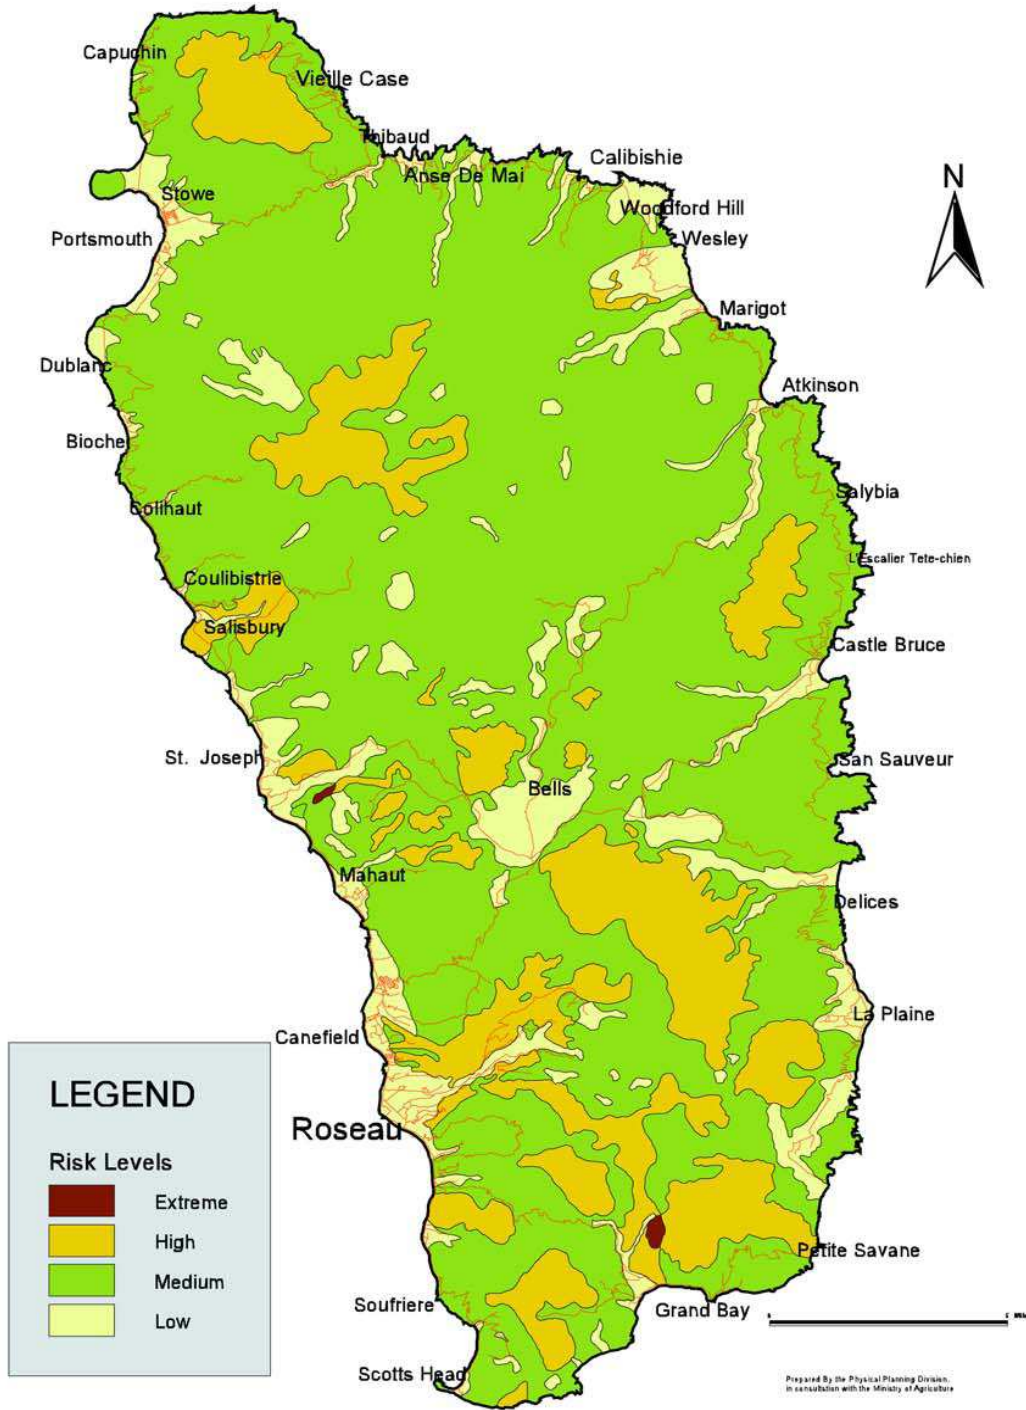 Capuchin
Vieille Case
Thibaud
Calibishie
Anse De Mai
Stowe
Woodford Hill
Portsmouth
Wesley
N
Marigot
Dublanc
Atkinson
Bioche
Salybia
Colihaut
L'Escalier Tete-chien
Coulibistrie
Salisbury
Castle Bruce
St. Joseph
San Sauveur
Bells
Mahaut
Delices
La Plaine
Canefield
Roseau
Petite Savane
Soufriere
Grand Bay
Scotts Head
LEGEND
Risk Levels
Extreme
High
Medium
Low
Prepared By the Physical Planning Division,
in consultation with the Ministry of Agriculture